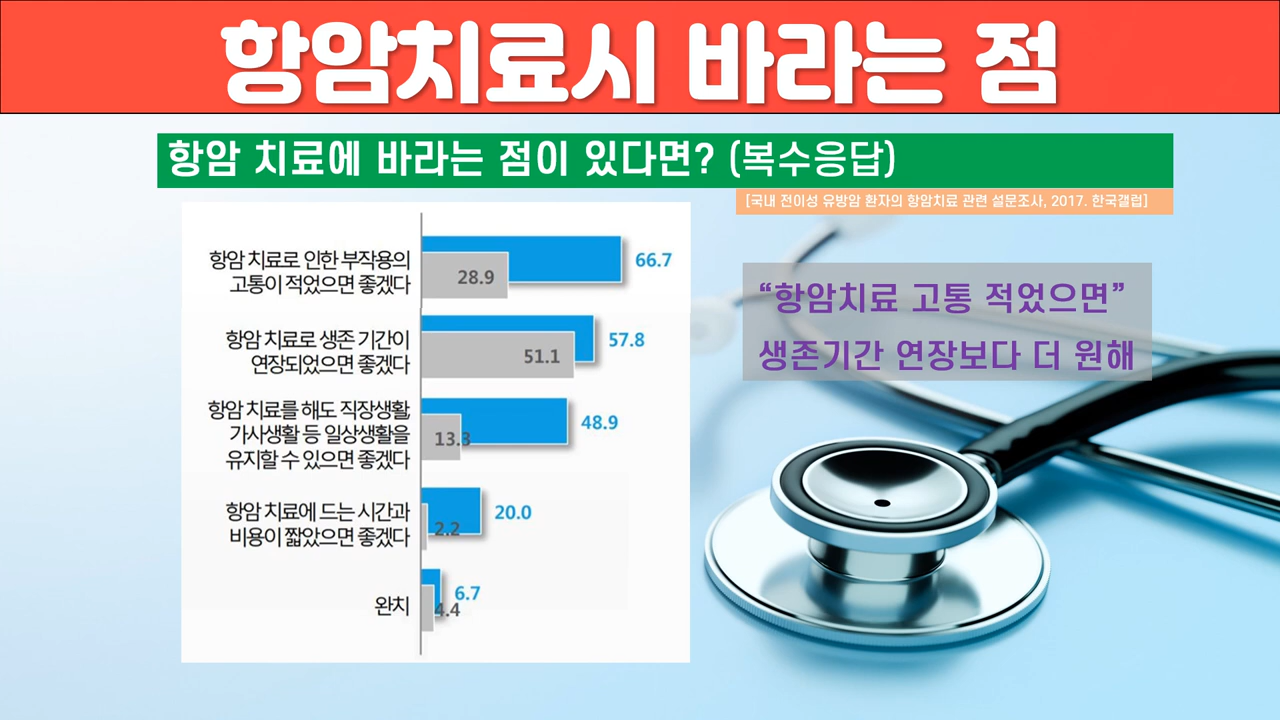 항암치료시 바라는 점
항암 치료에 바라는 점이 있다면? (복수응답)
[국내 전이성 유방암 환자의 항암치료 관련 설문조사, 2017. 한국갤럽]
항암 치료로 인한 부작용의
고통이 적었으면 좋겠다
66.7
28.9
항암 치료로 생존 기간이
연장되었으면 좋겠다
57.8
51.1
항암 치료를 해도 직장생활,
가사생활 등 일상생활을
유지할 수 있으면 좋겠다
48.9
13.3
항암 치료에 드는 시간과
비용이 짧았으면 좋겠다
20.0
2.2
완치
6.7
4.4
“항암치료 고통 적었으면”
생존기간 연장보다 더 원해